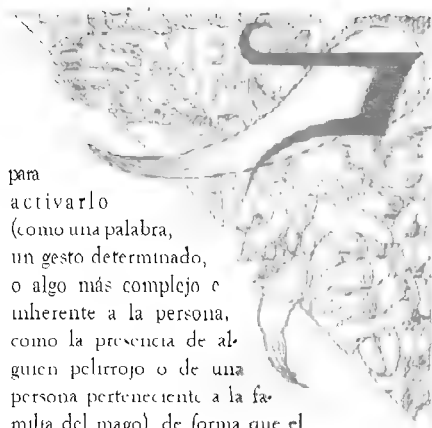 para
activarlo
(como una palabra,
un gesto determinado,
o algo más complejo e
inherente a la persona,
como la presencia de al-
guien pelirrojo o de una
persona perteneciente a la fa-
milia del mago), de forma que el